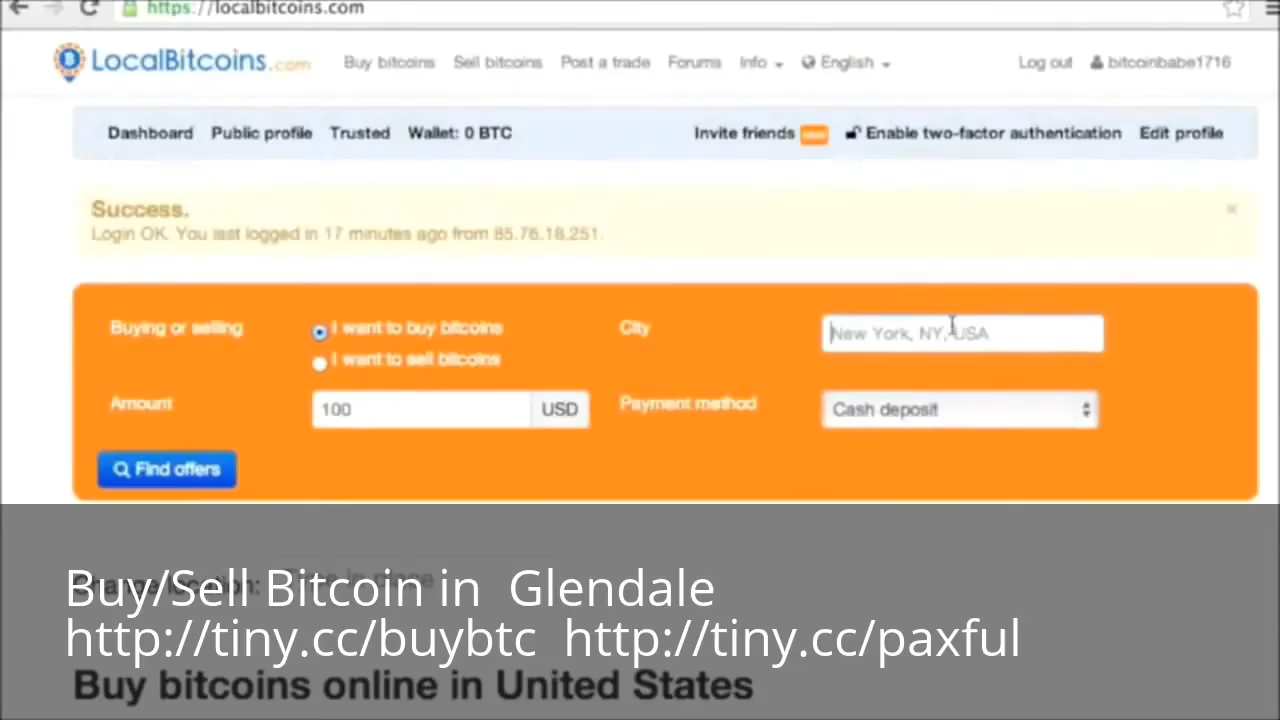 https://localbitcoins.com
LocalBitcoins.com Buy bitcoins Sell bitcoins Post a trade Forums Info English Log out bitcoinbabe1716
Dashboard Public profile Trusted Wallet: 0 BTC Invite friends Enable two-factor authentication Edit profile
Success.
Login OK. You last logged in 17 minutes ago from 85.76.18.251.
Buying or selling I want to buy bitcoins City New York, NY, USA
I want to sell bitcoins
Amount 100 USD Payment method Cash deposit
Find offers
Change location:
Buy/Sell Bitcoin in Glendale
http://tiny.cc/buybtc http://tiny.cc/paxful
Buy bitcoins online in United States